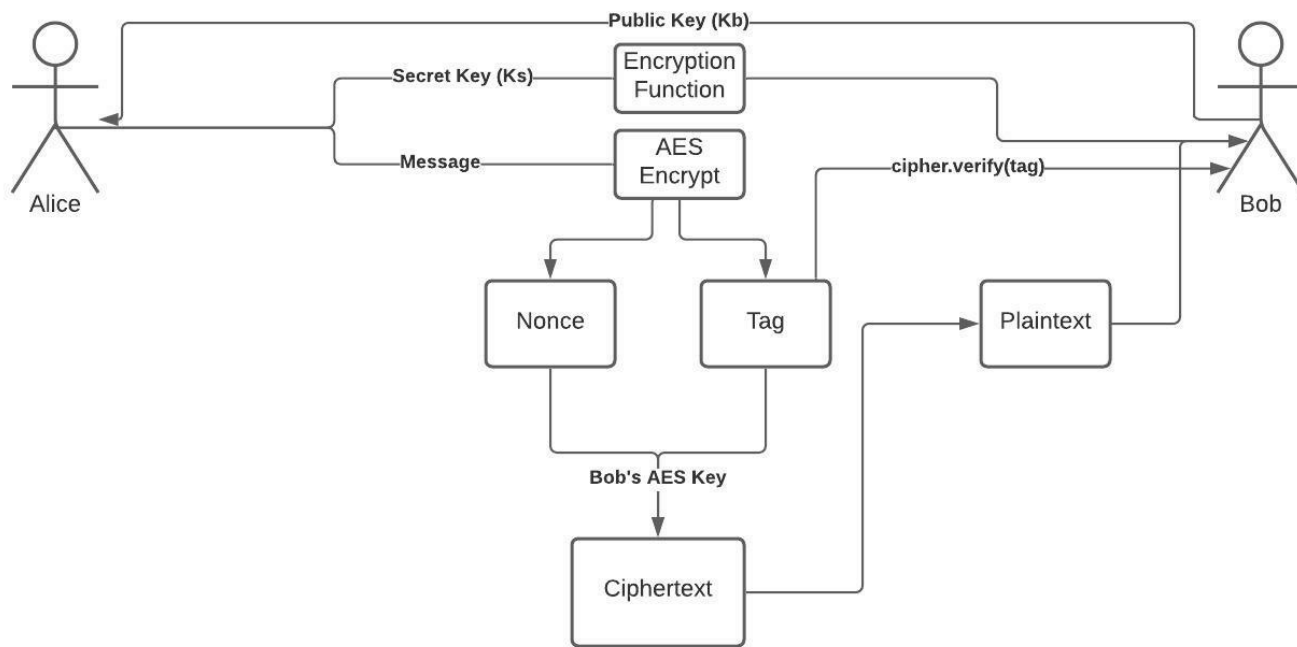 Public Key (Kb)
Secret Key (Ks)
Encryption
Function
Message
AES
Encrypt
cipher.verify(tag)
Alice
Bob
Nonce
Tag
Plaintext
Bob's AES Key
Ciphertext